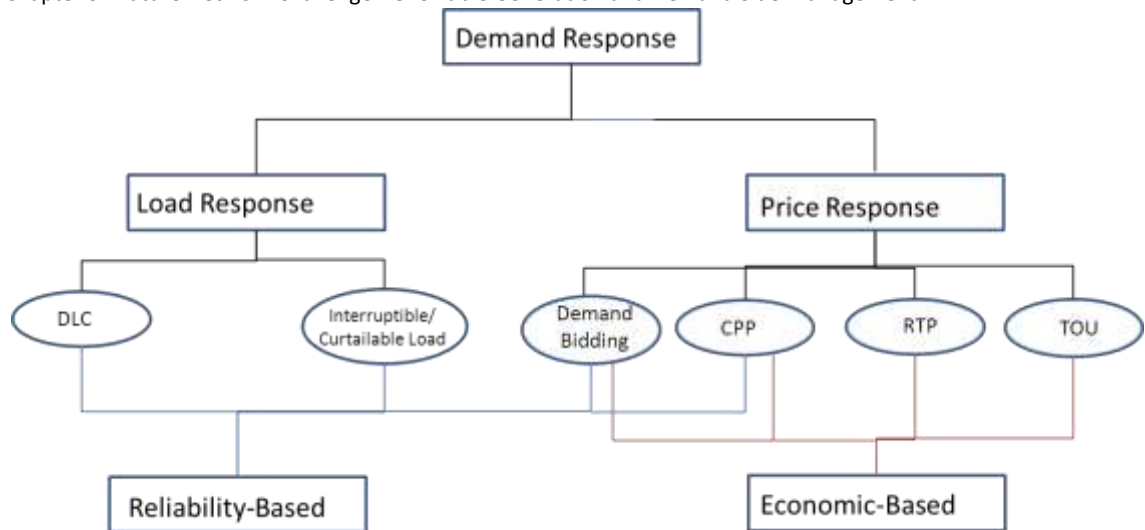 Demand Response
Load Response
Price Response
DLC
Interruptible/
Curtailable Load
Demand
Bidding
CPP
RTP
TOU
Reliability-Based
Economic-Based